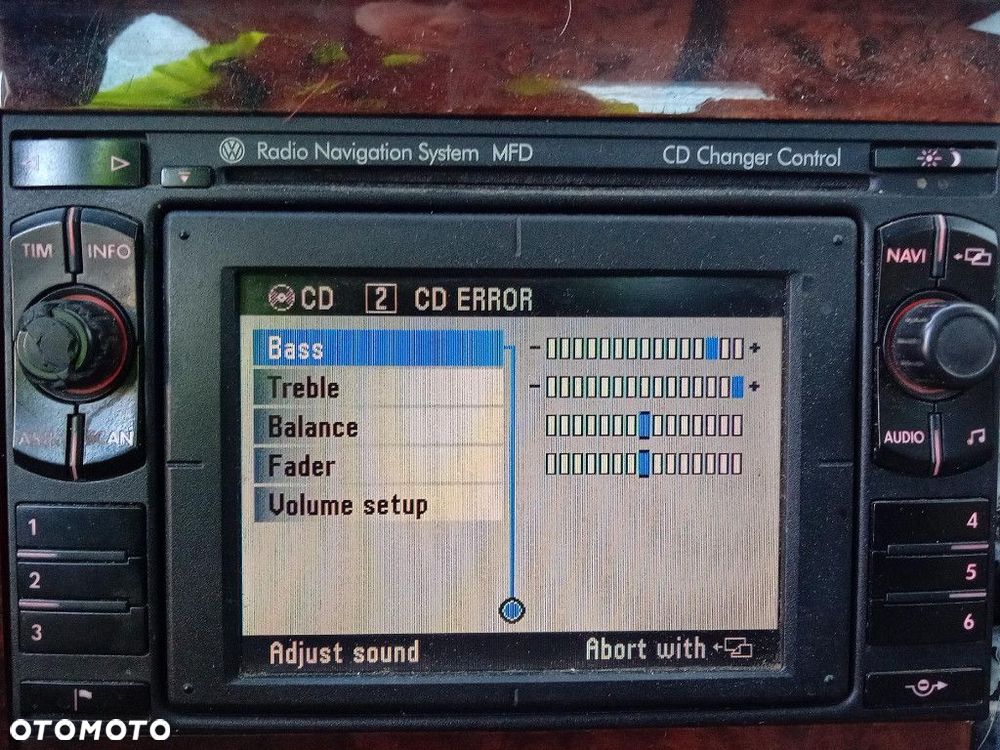 Radio Navigation System MFD
CD Changer Control
TIM INFO
NAVI
CD 2 CD ERROR
Bass - +
Treble - +
Balance
Fader
Volume setup
Adjust sound
Abort with
SCAN
AUDIO
1
2
3
4
5
6
OTOMOTO